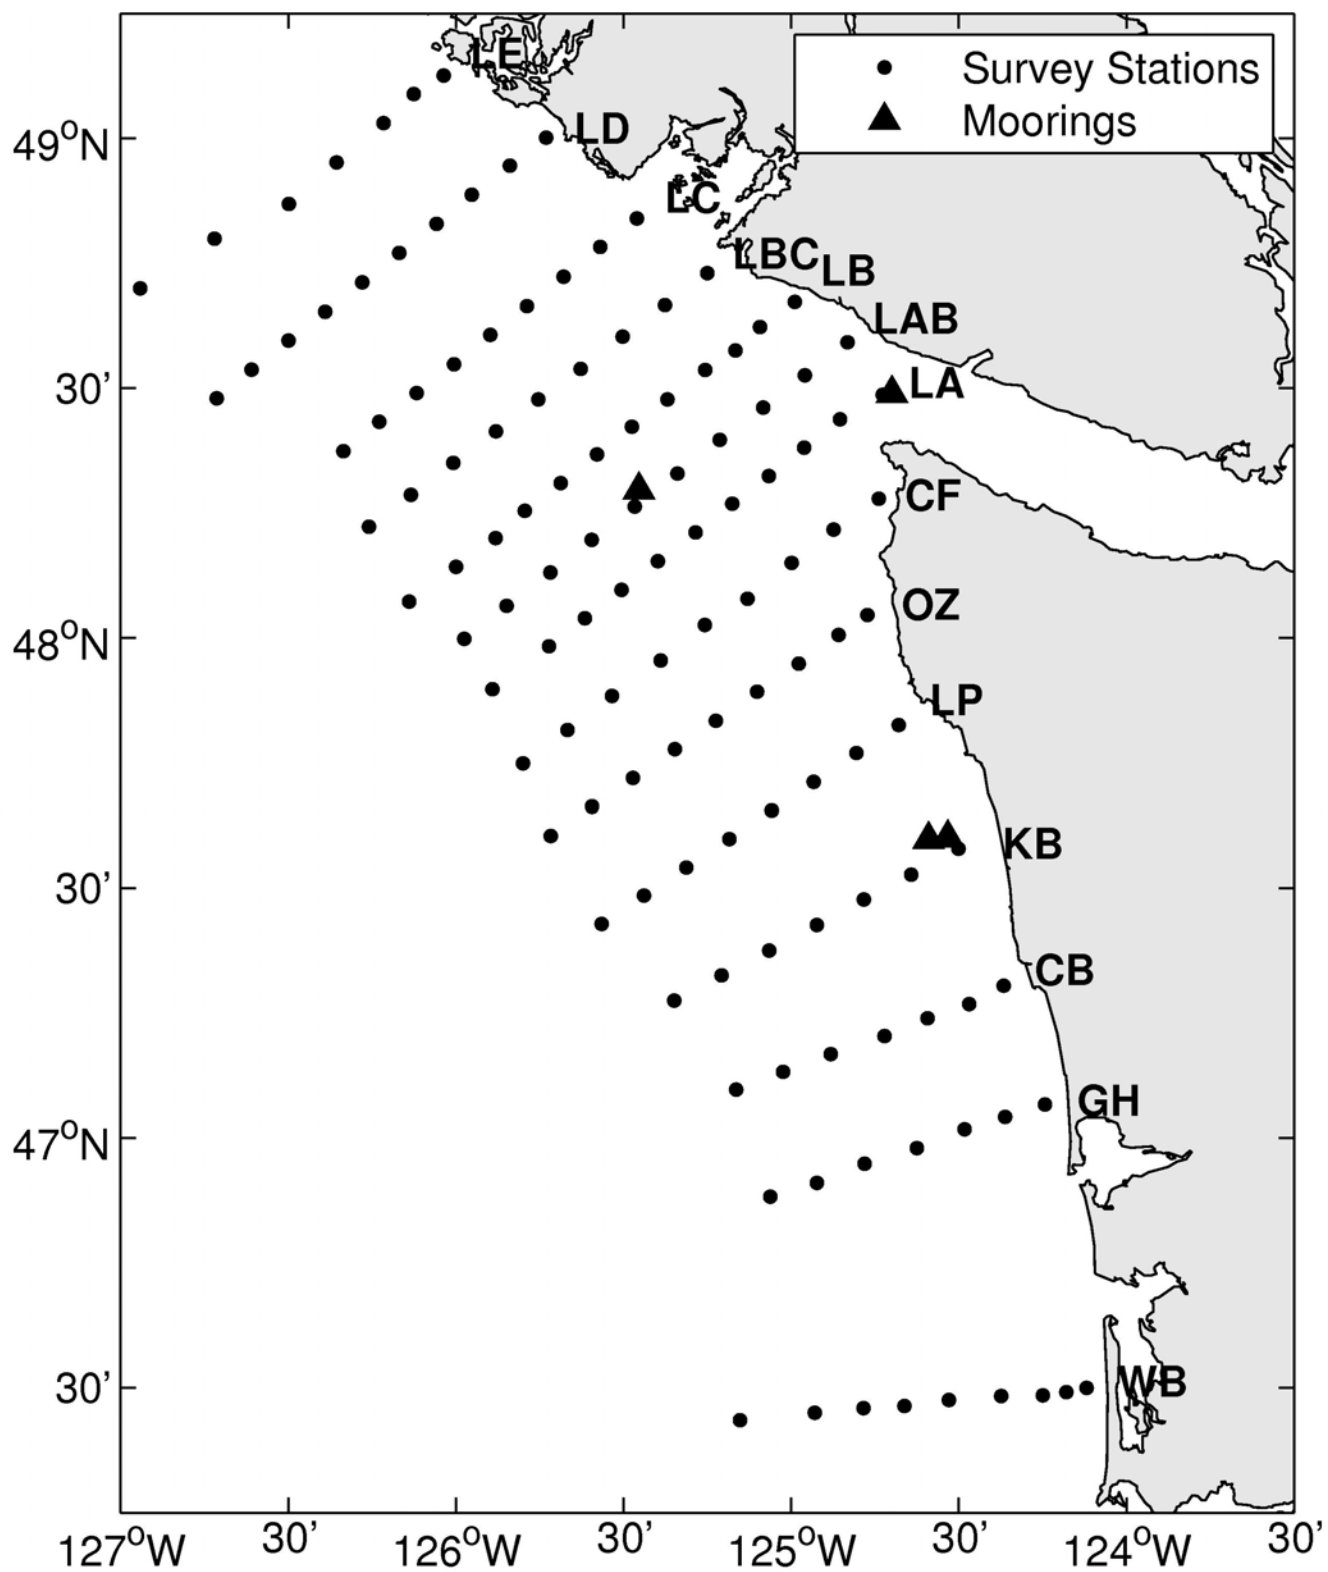 LE
Survey Stations
Moorings
LD
49°N
LC
LBC
LB
LAB
LA
30'
CF
OZ
48°N
LP
KB
30'
CB
GH
47°N
WB
30'
127°W 30' 126°W 30' 125°W 30' 124°W 30'